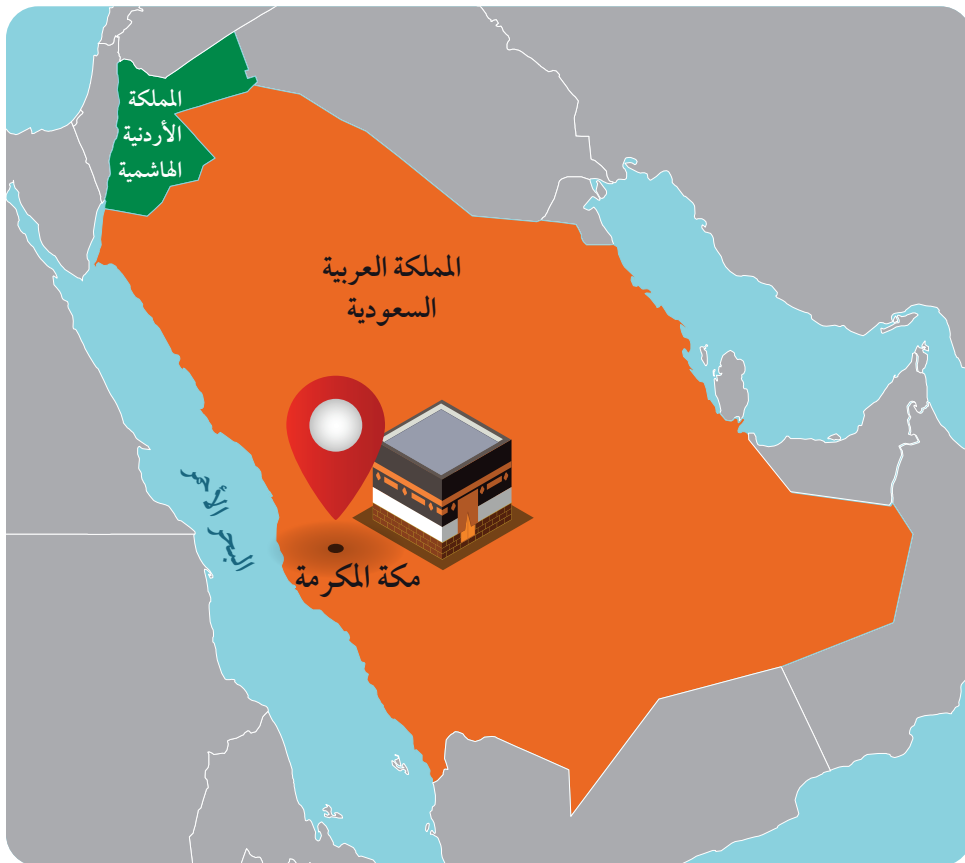 المملكة
الأردنية
الهاشمية
المملكة العربية
السعودية
البحر الأحمر
مكة المكرمة